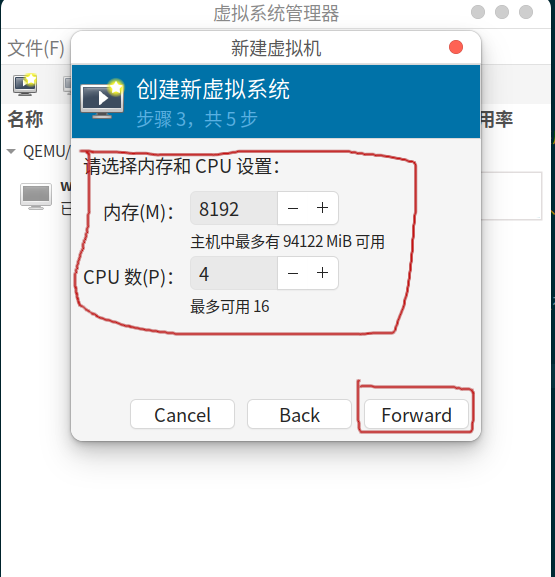 虚拟系统管理器
文件(F)
新建虚拟机
创建新虚拟系统
步骤 3，共 5 步
名称
用率
QEMU/
请选择内存和 CPU 设置：
w
内存(M)：
8192
主机中最多有 94122 MiB 可用
CPU 数(P)：
4
最多可用 16
Cancel
Back
Forward